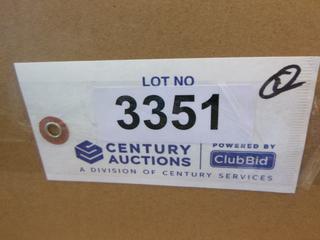 LOT NO
3351
CENTURY AUCTIONS
POWERED BY
ClubBid
A DIVISION OF CENTURY SERVICES